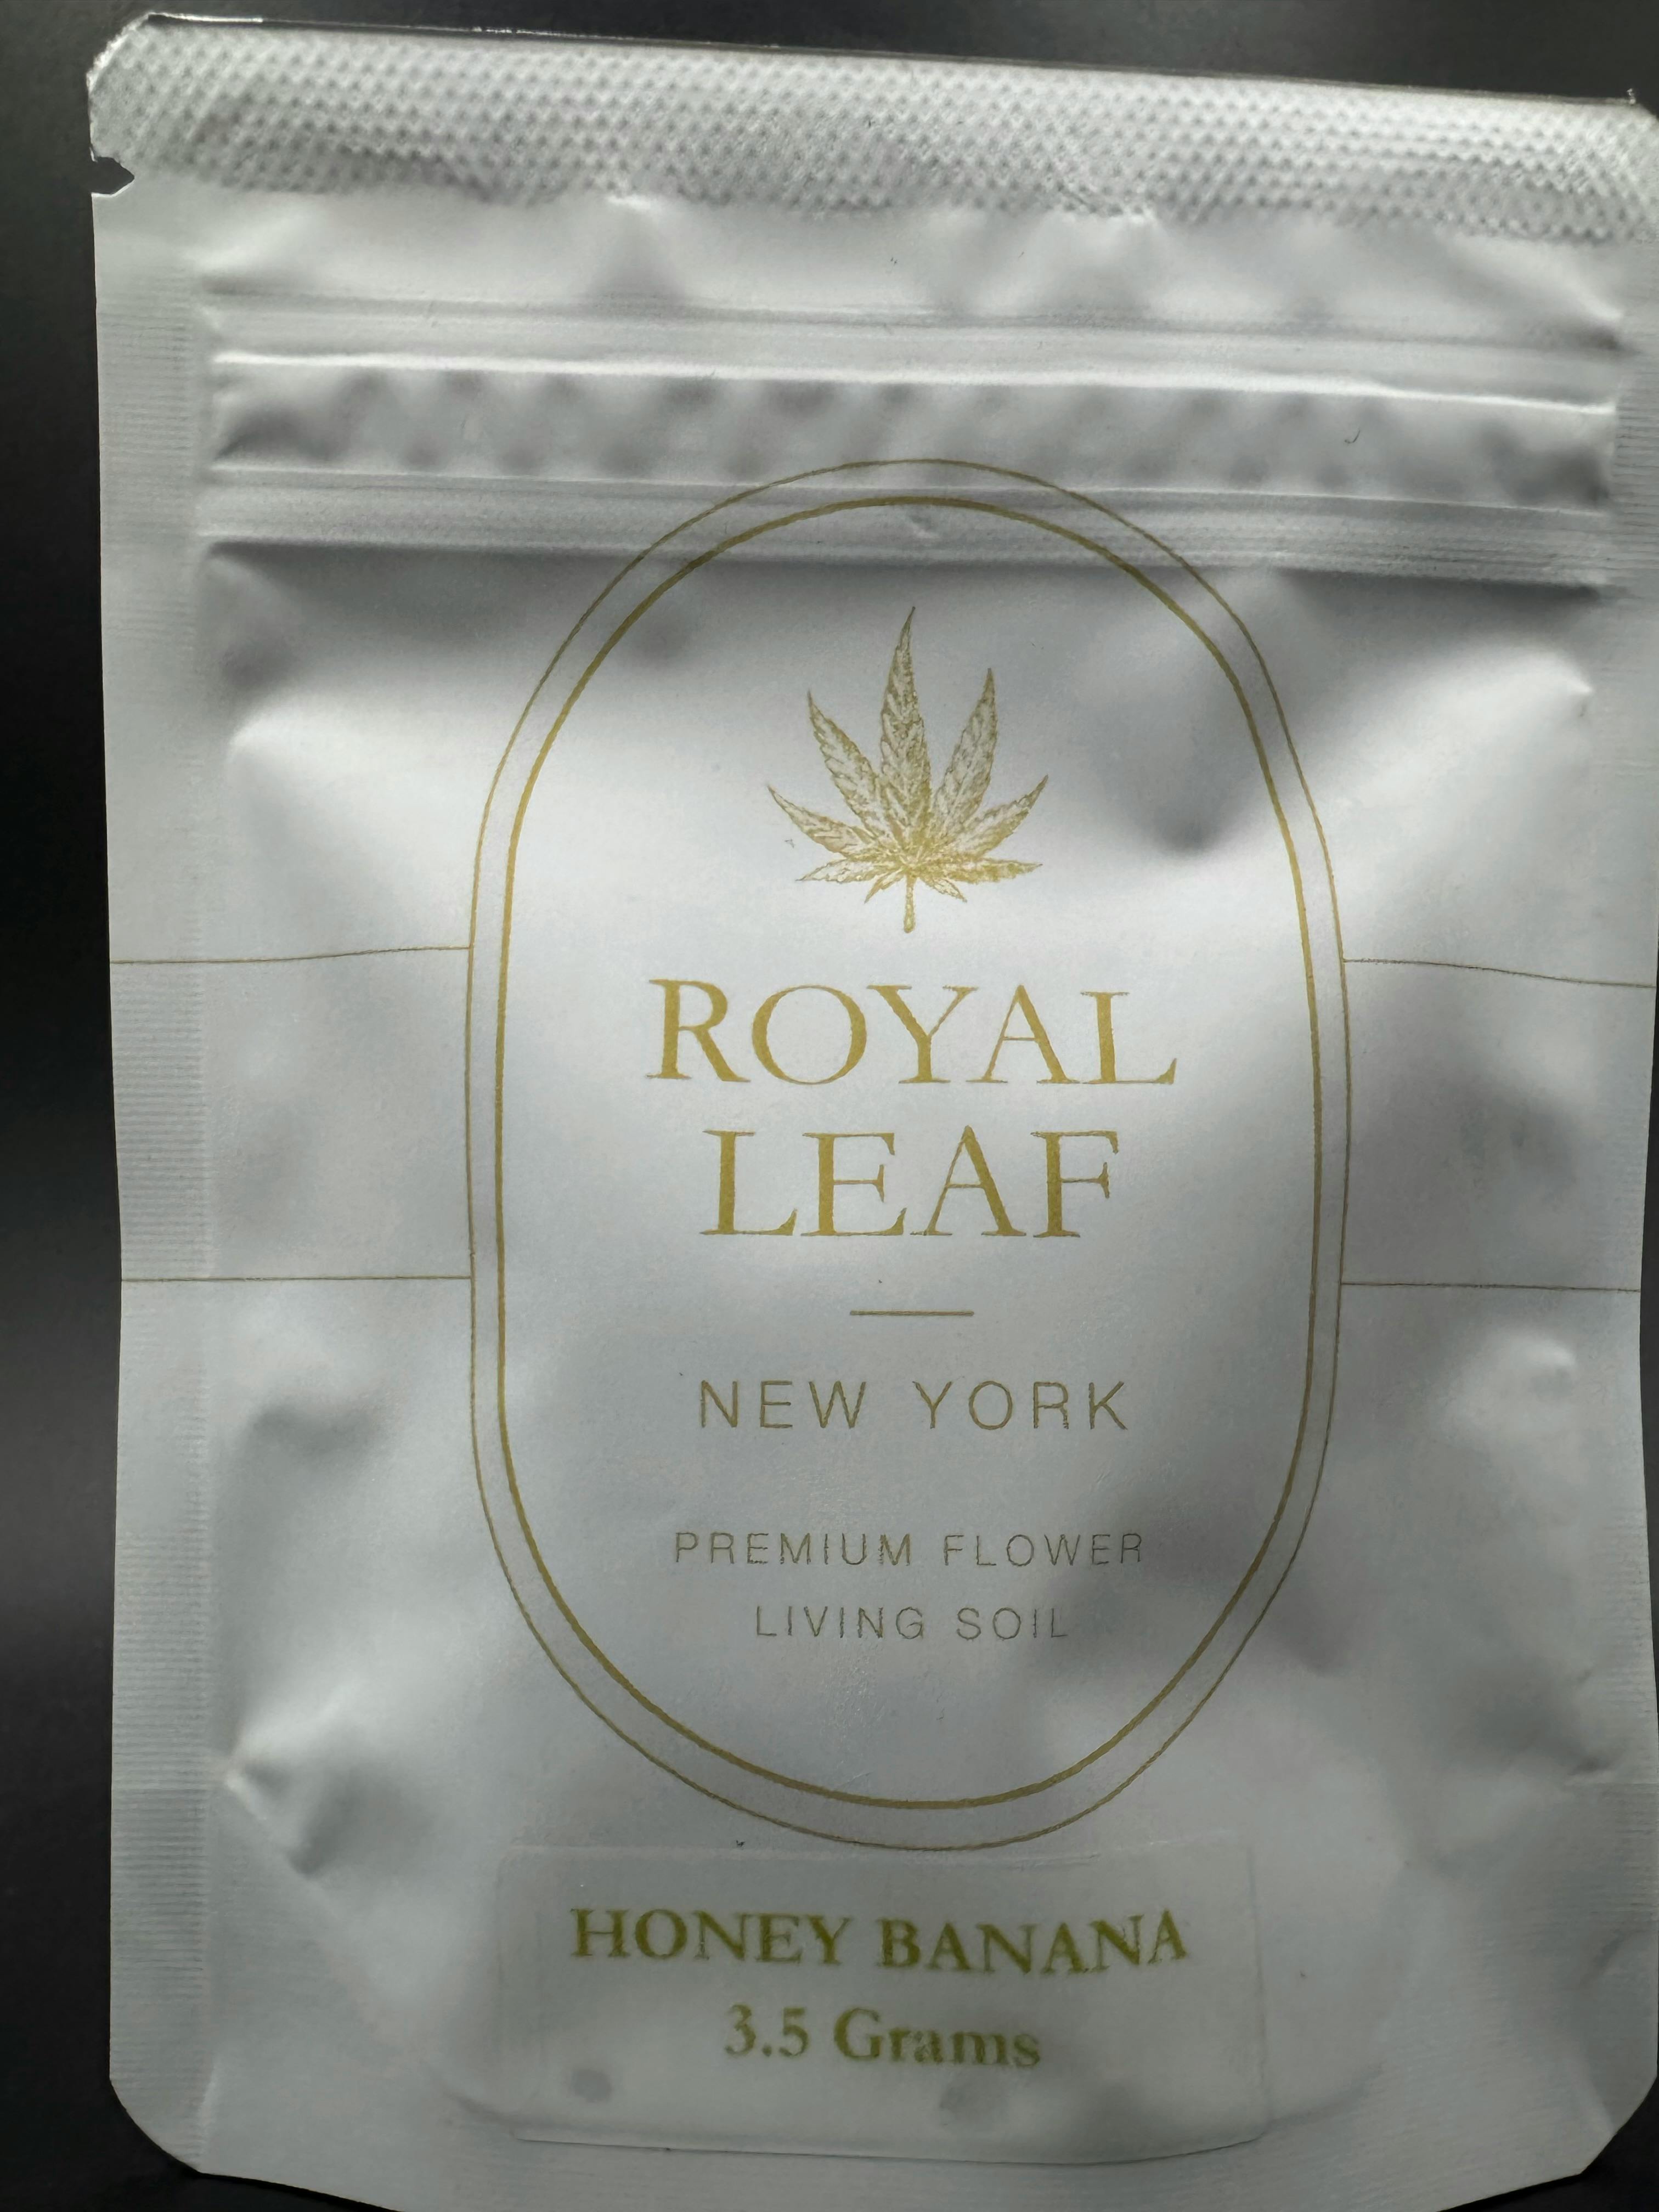 ROYAL
LEAF
NEW YORK
PREMIUM FLOWER
LIVING SOIL
HONEY BANANA
3.5 Grams